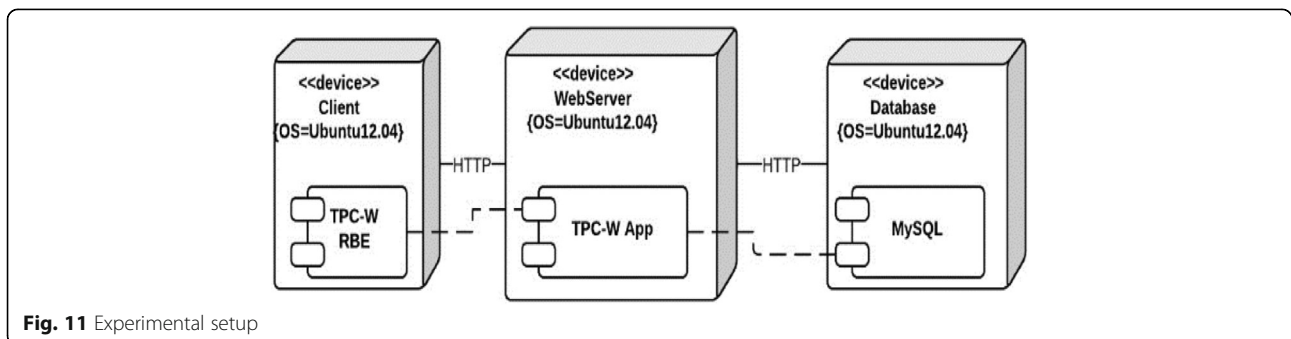 <<device>>
Client
{OS=Ubuntu12.04}
TPC-W
RBE
HTTP
<<device>>
WebServer
{OS=Ubuntu12.04}
TPC-W App
HTTP
<<device>>
Database
{OS=Ubuntu12.04}
MySQL
Fig. 11 Experimental setup